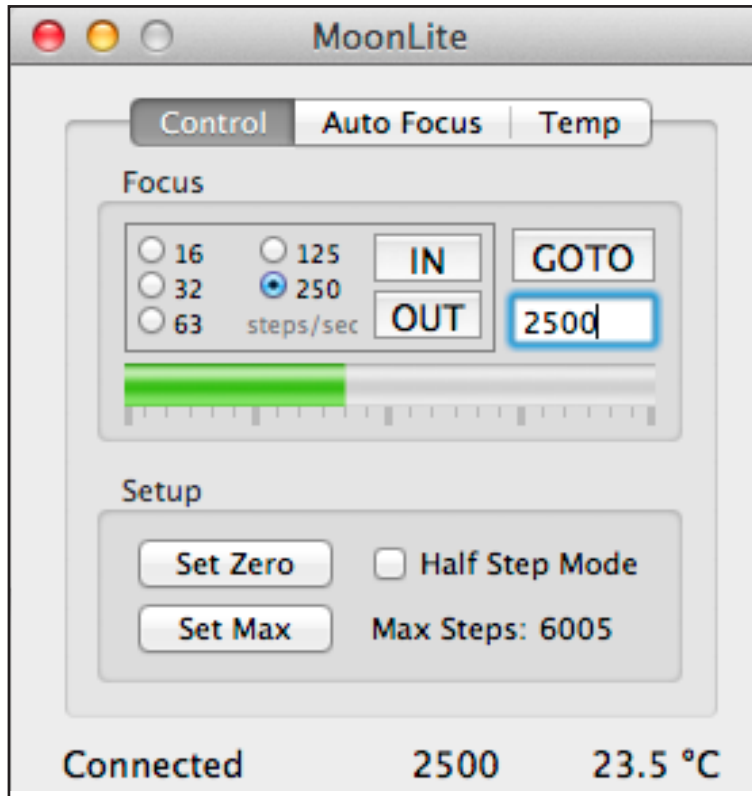 MoonLite
Control Auto Focus Temp
Focus
16 125 IN GOTO
32 250
63 steps/sec OUT 2500
Setup
Set Zero Half Step Mode
Set Max Max Steps: 6005
Connected 2500 23.5 °C